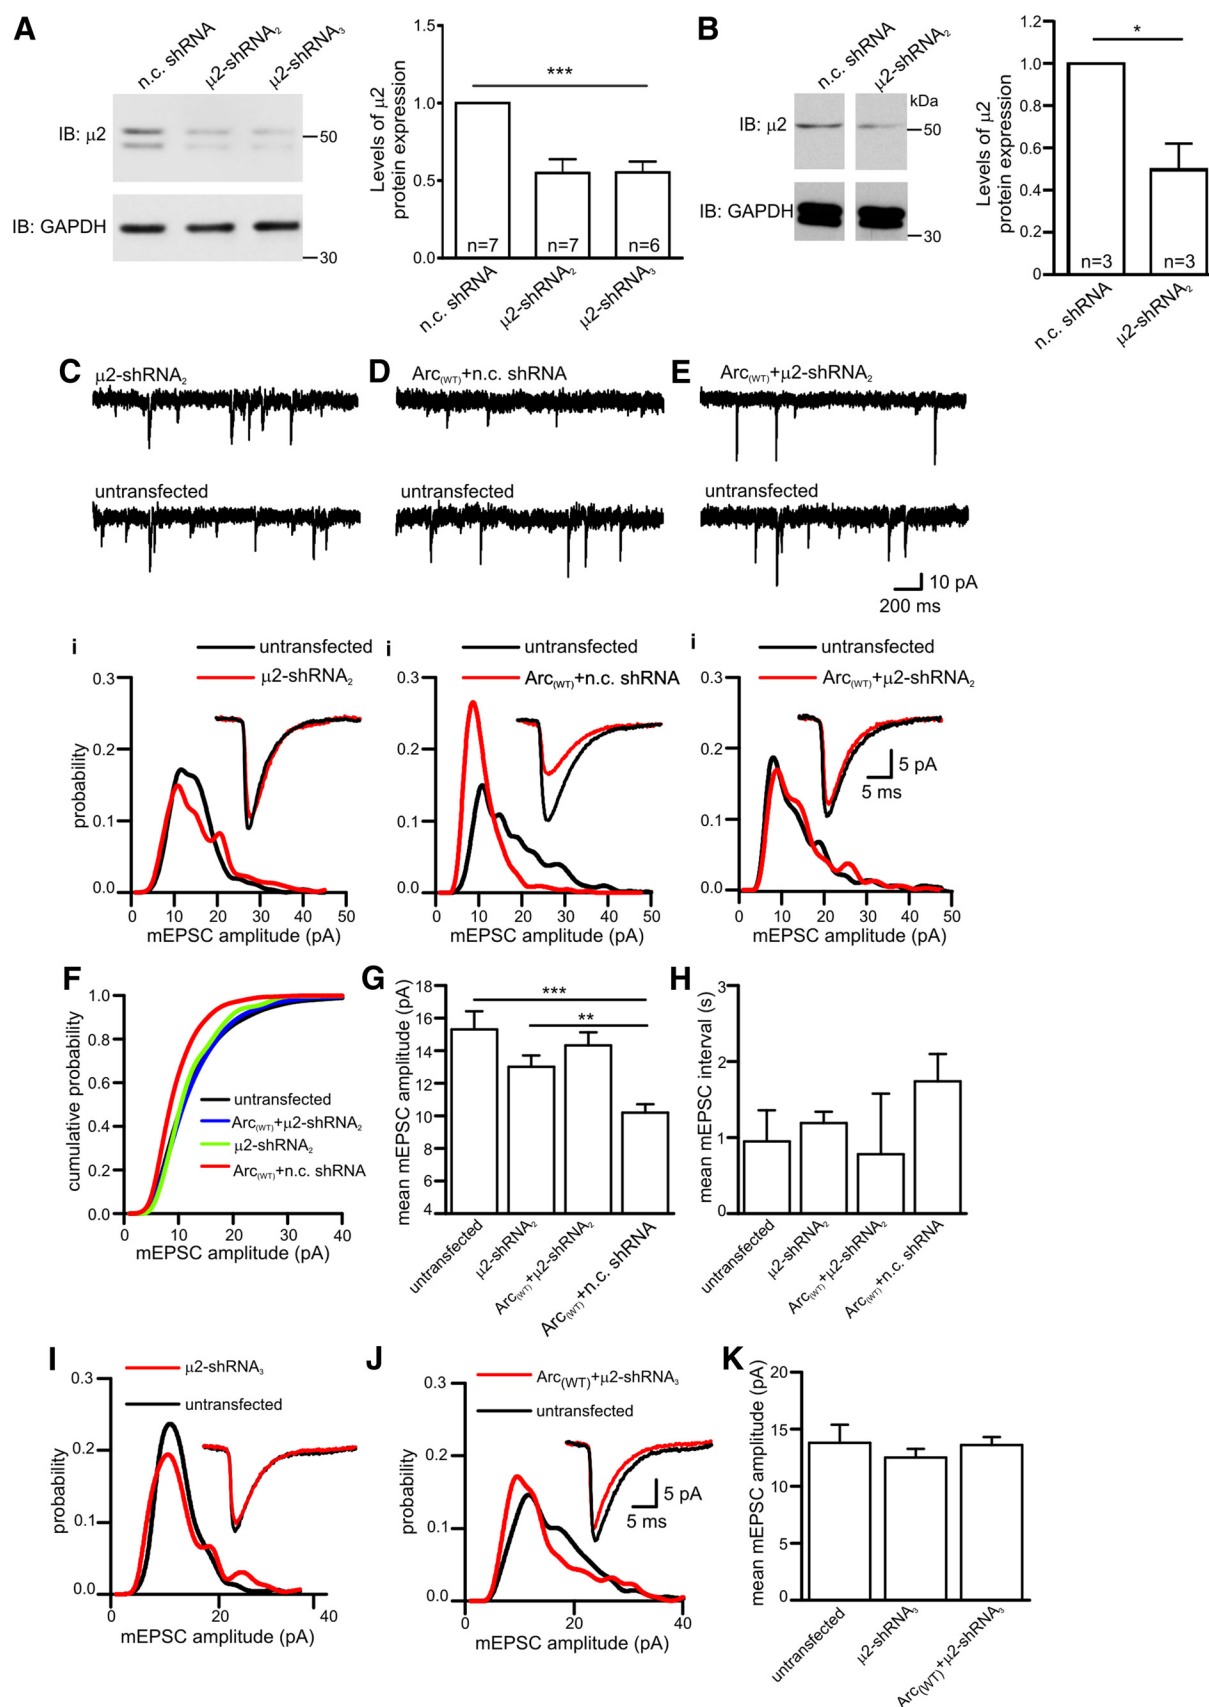 A
n.c. shRNA
μ2-shRNA₂
μ2-shRNA₃
IB: μ2
50
IB: GAPDH
30
Levels of μ2
protein expression
1.5
1.0
0.5
0.0
***
n=7
n=7
n=6
n.c. shRNA
μ2-shRNA₂
μ2-shRNA₃
B
n.c. shRNA
μ2-shRNA₂
kDa
IB: μ2
50
IB: GAPDH
30
Levels of μ2
protein expression
1.2
1.0
0.8
0.6
0.4
0.2
0
*
n=3
n=3
n.c. shRNA
μ2-shRNA₂
C
μ2-shRNA₂
untransfected
D
Arc(WT)+n.c. shRNA
untransfected
E
Arc(WT)+μ2-shRNA₂
untransfected
10 pA
200 ms
i
untransfected
μ2-shRNA₂
probability
0.3
0.2
0.1
0.0
0 10 20 30 40 50
mEPSC amplitude (pA)
i
untransfected
Arc(WT)+n.c. shRNA
0.3
0.2
0.1
0.0
0 10 20 30 40 50
mEPSC amplitude (pA)
i
untransfected
Arc(WT)+μ2-shRNA₂
5 pA
5 ms
0.3
0.2
0.1
0.0
0 10 20 30 40 50
mEPSC amplitude (pA)
F
cumulative probability
1.0
0.8
0.6
0.4
0.2
0.0
untransfected
Arc(WT)+μ2-shRNA₂
μ2-shRNA₂
Arc(WT)+n.c. shRNA
0 10 20 30 40
mEPSC amplitude (pA)
G
mean mEPSC amplitude (pA)
18
16
14
12
10
8
6
4
***
**
untransfected
μ2-shRNA₂
Arc(WT)+μ2-shRNA₂
Arc(WT)+n.c. shRNA
H
mean mEPSC interval (s)
3
2
1
0
untransfected
μ2-shRNA₂
Arc(WT)+μ2-shRNA₂
Arc(WT)+n.c. shRNA
I
μ2-shRNA₃
untransfected
probability
0.3
0.2
0.1
0.0
0 20 40
mEPSC amplitude (pA)
J
Arc(WT)+μ2-shRNA₃
untransfected
probability
0.3
0.2
0.1
0.0
5 pA
5 ms
0 20 40
mEPSC amplitude (pA)
K
mean mEPSC amplitude (pA)
20
15
10
5
0
untransfected
μ2-shRNA₃
Arc(WT)+μ2-shRNA₃